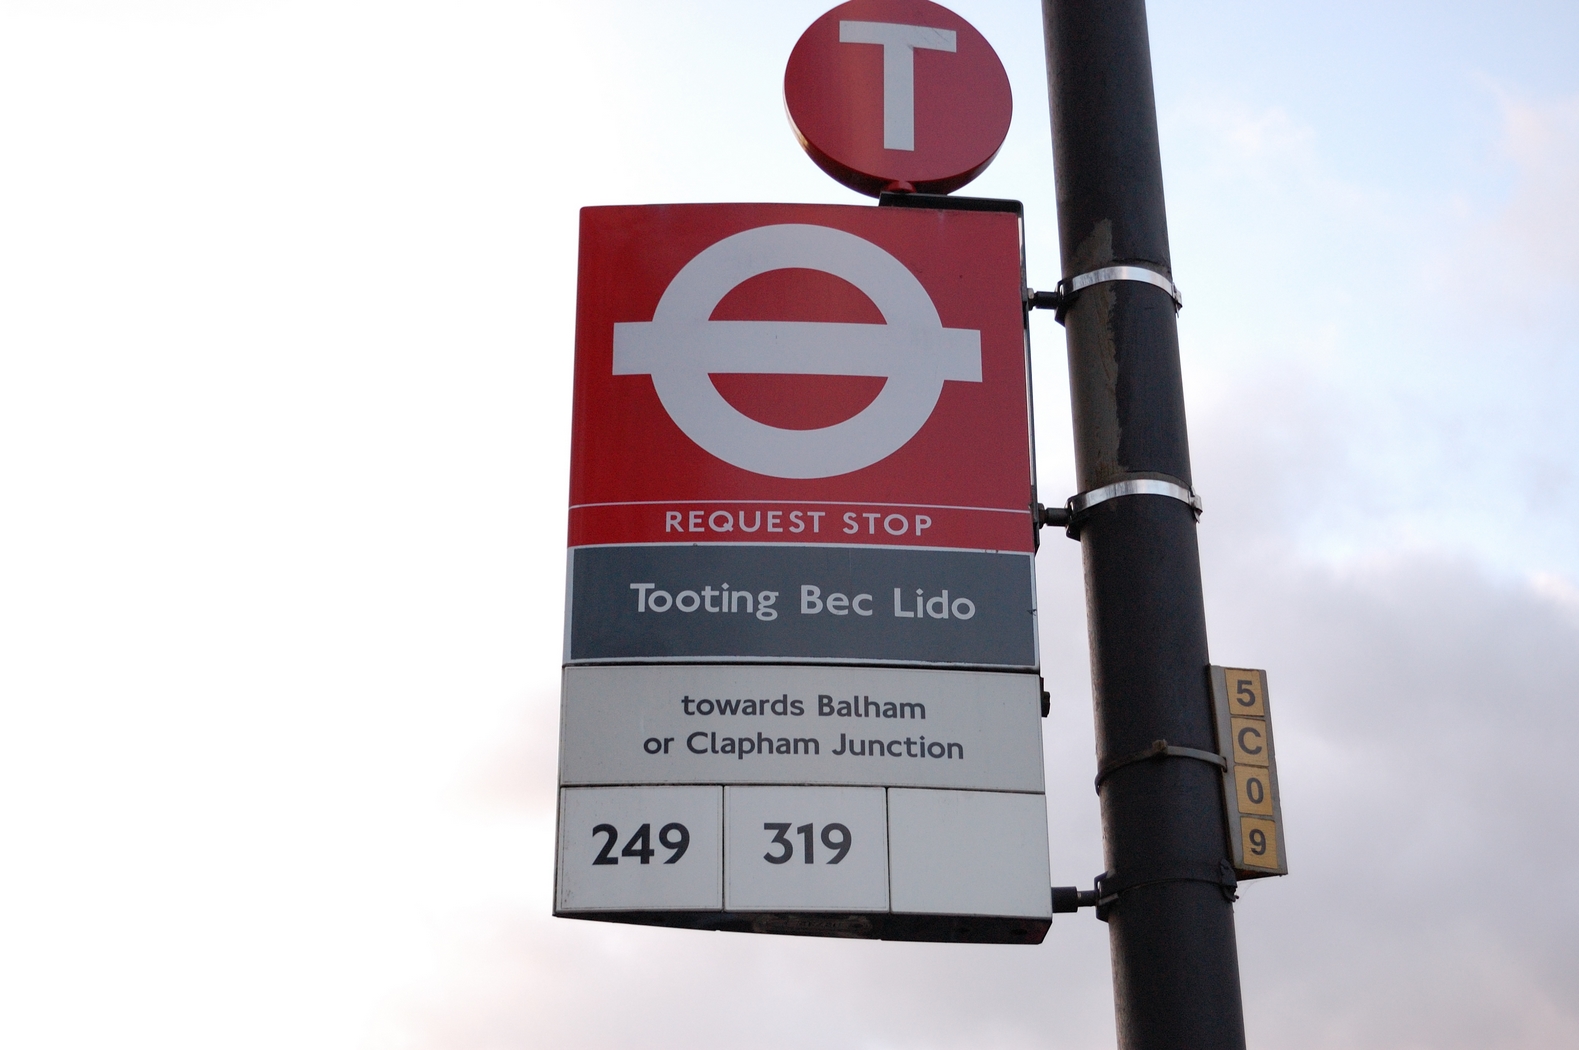 T
REQUEST STOP
Tooting Bec Lido
towards Balham
or Clapham Junction
249 319
5
C
0
9